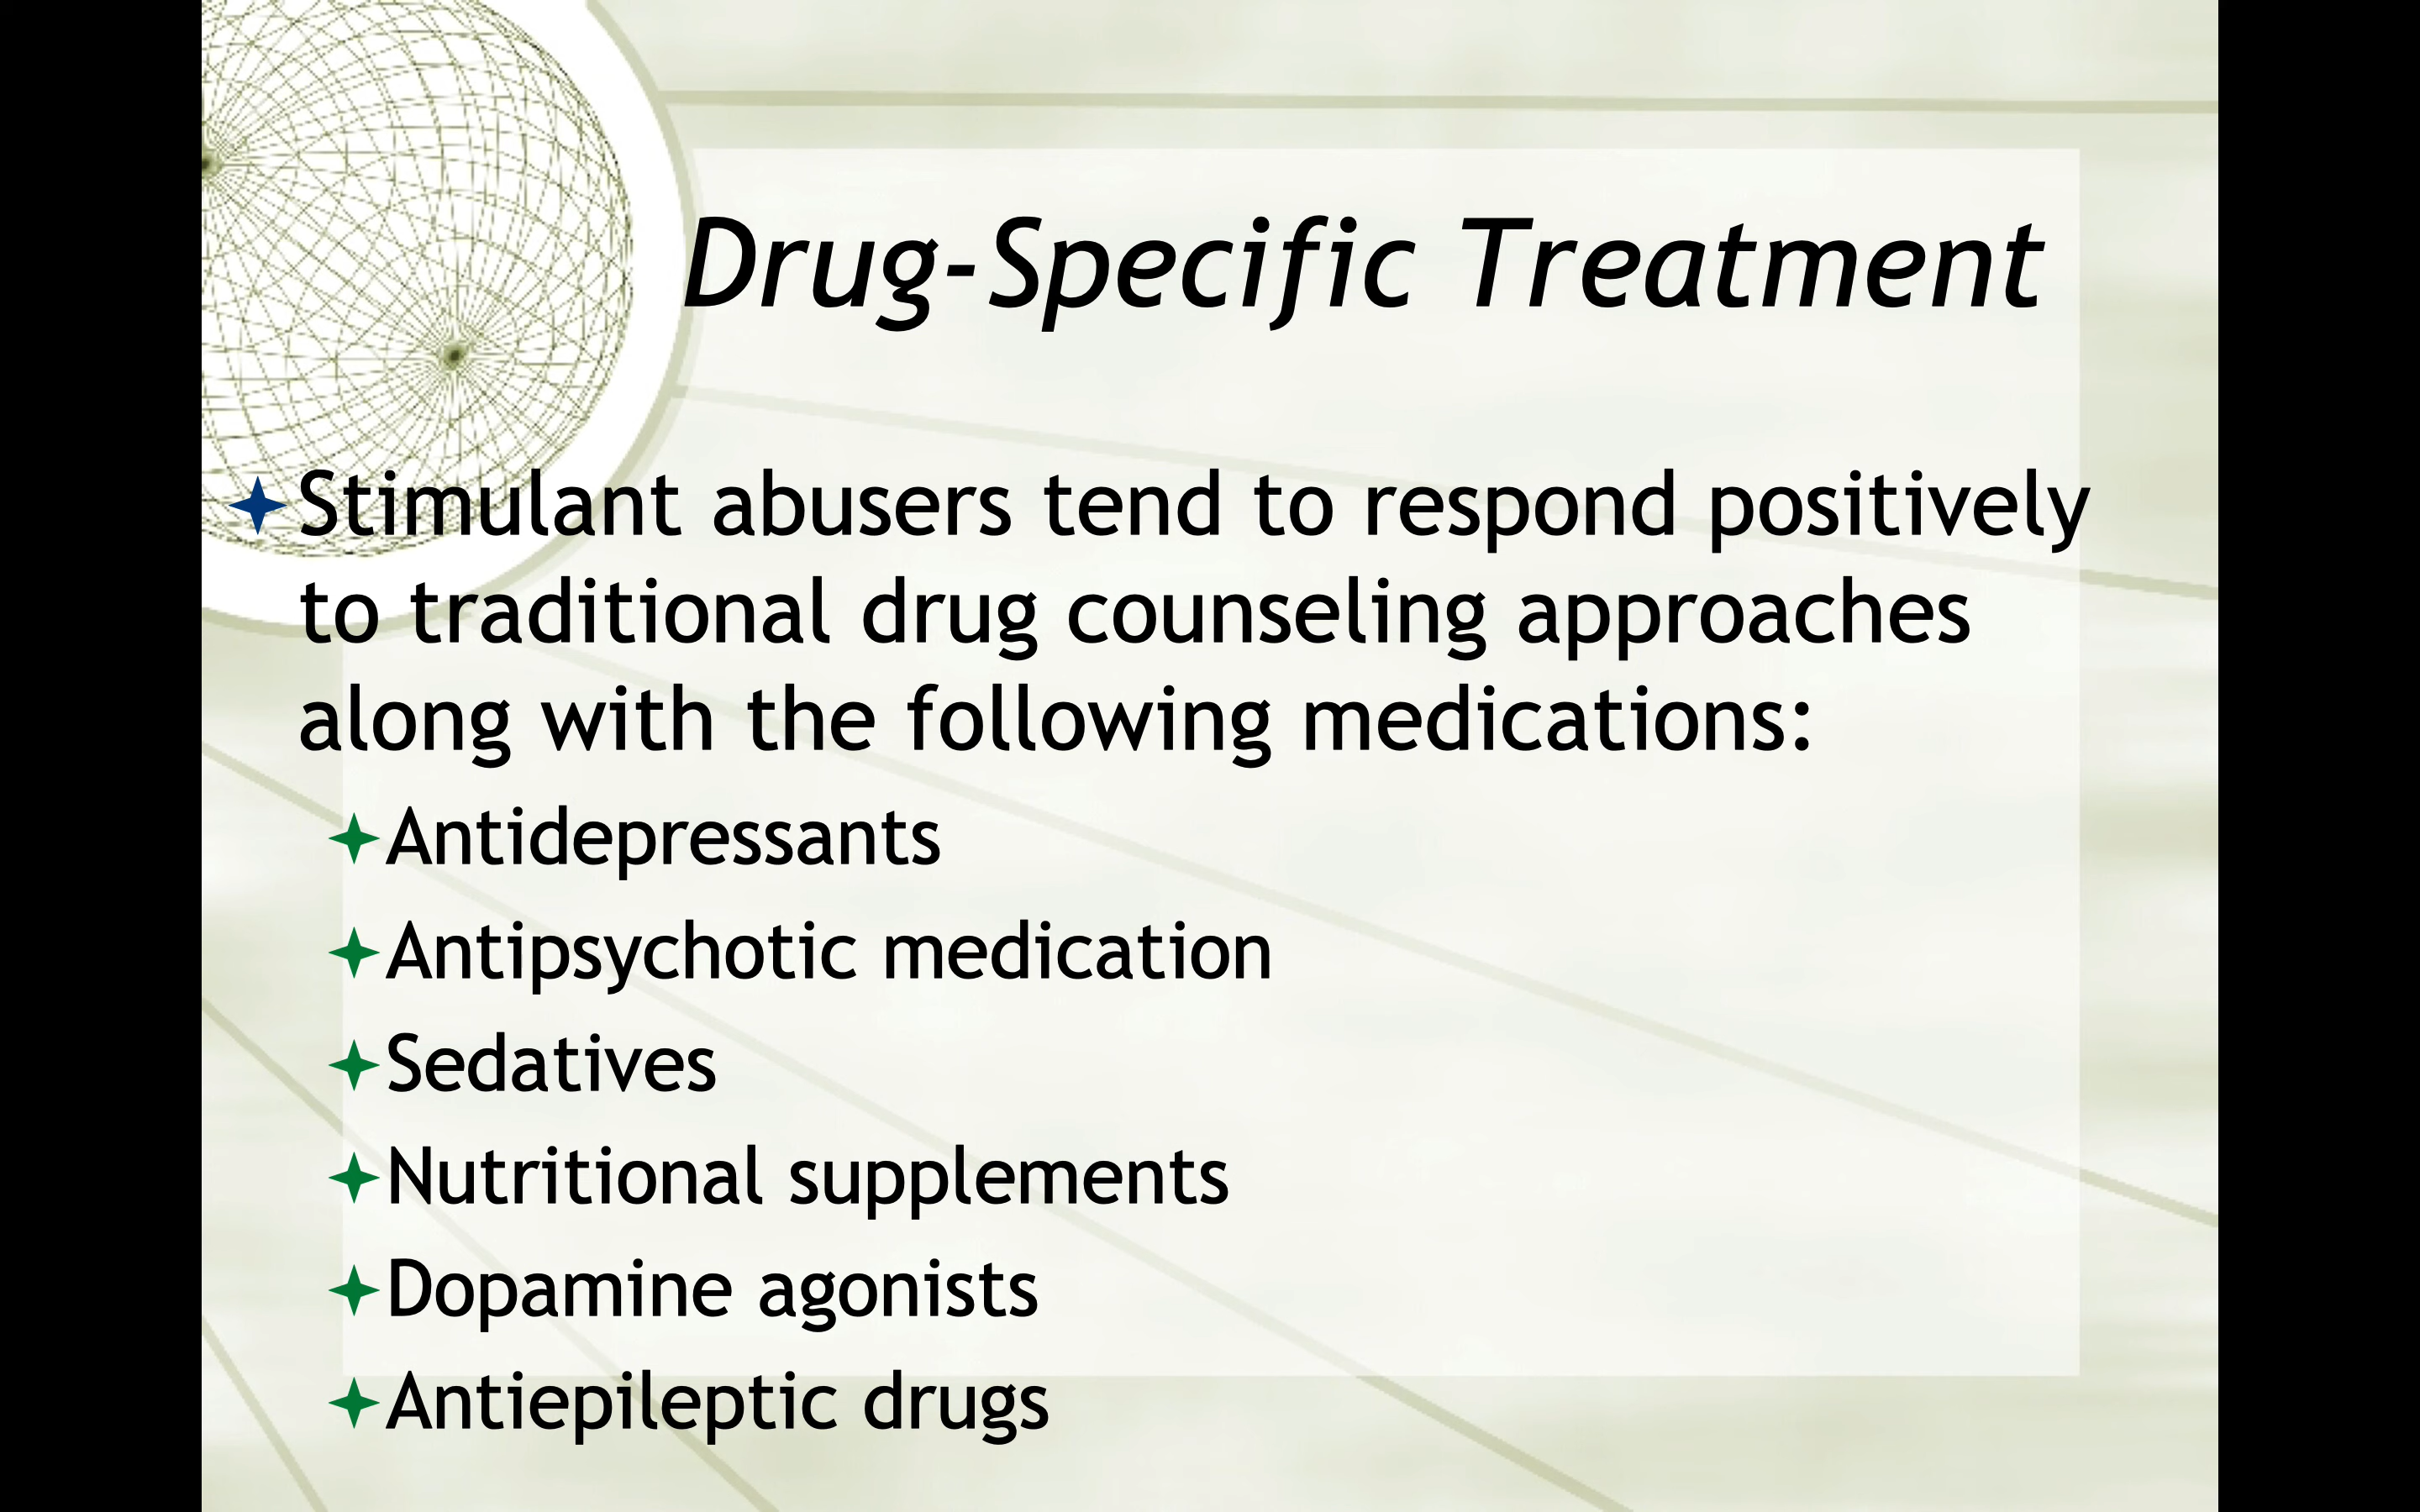 Drug-Specific Treatment
Stimulant abusers tend to respond positively
to traditional drug counseling approaches
along with the following medications:
Antidepressants
Antipsychotic medication
Sedatives
Nutritional supplements
Dopamine agonists
Antiepileptic drugs